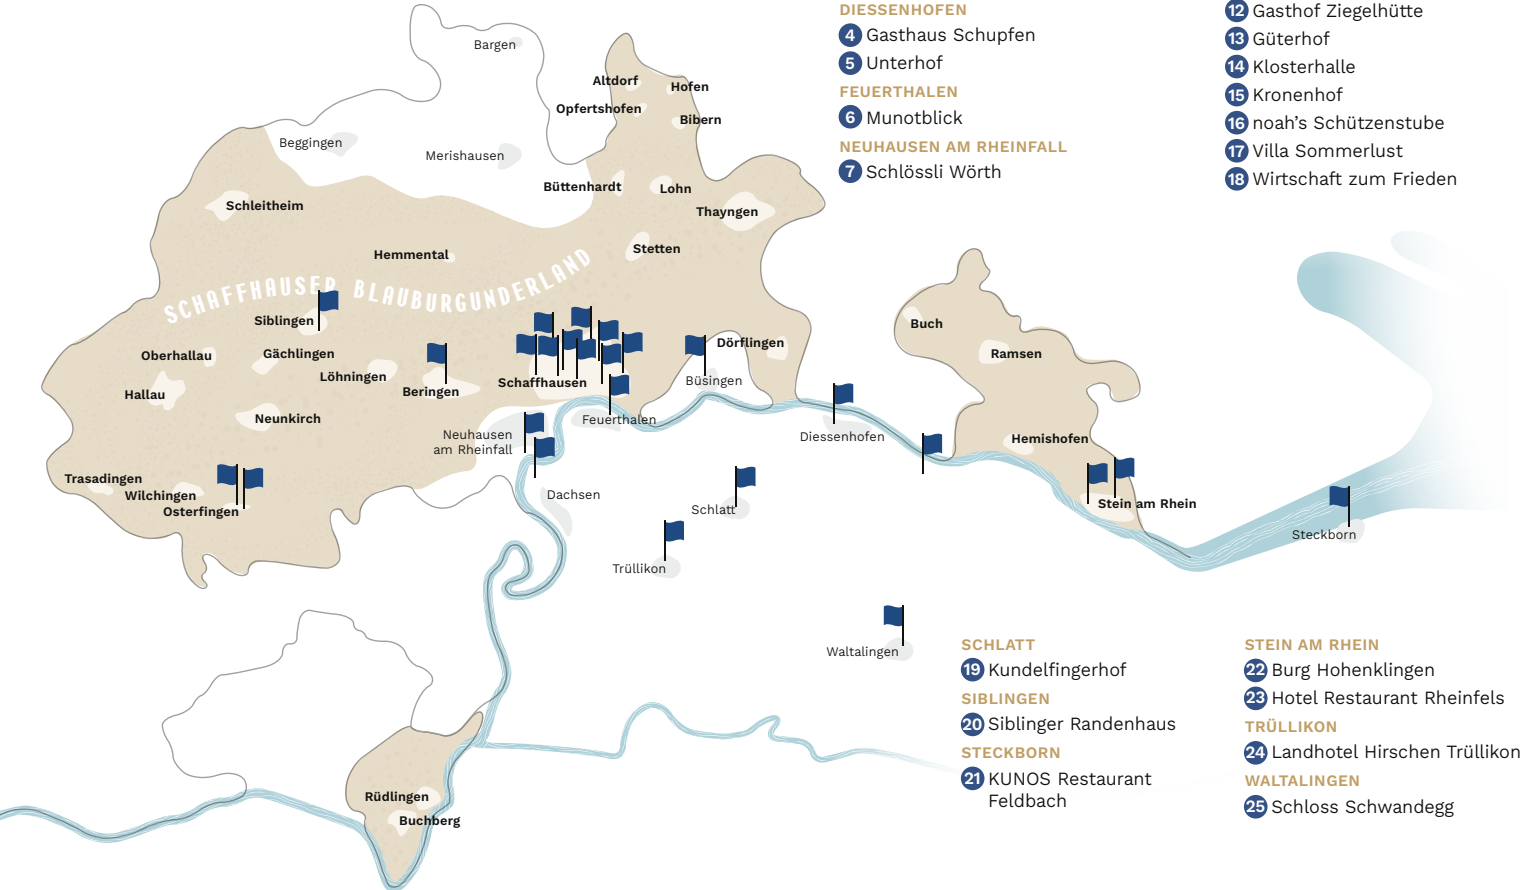 DIESSENHOFEN
4 Gasthaus Schupfen
5 Unterhof
FEUERTHALEN
6 Munotblick
NEUHAUSEN AM RHEINFALL
7 Schlössli Wörth
12 Gasthof Ziegelhütte
13 Güterhof
14 Klosterhalle
15 Kronenhof
16 noah's Schützenstube
17 Villa Sommerlust
18 Wirtschaft zum Frieden
Bargen
Altdorf
Hofen
Opfertshofen
Bibern
Beggingen
Merishausen
Büttenhardt
Lohn
Schleitheim
Thayngen
Hemmental
Stetten
SCHAFFHAUSER BLAUBURGUNDERLAND
Siblingen
Buch
Oberhallau
Gächlingen
Dörflingen
Ramsen
Löhningen
Schaffhausen
Büsingen
Hallau
Beringen
Neunkirch
Feuerthalen
Neuhausen
am Rheinfall
Diessenhofen
Hemishofen
Trasadingen
Wilchingen
Osterfingen
Dachsen
Schlatt
Stein am Rhein
Steckborn
Trüllikon
Waltalingen
Rüdlingen
Buchberg
SCHLATT
19 Kundelfingerhof
SIBLINGEN
20 Siblinger Randenhaus
STECKBORN
21 KUNOS Restaurant
Feldbach
STEIN AM RHEIN
22 Burg Hohenklingen
23 Hotel Restaurant Rheinfels
TRÜLLIKON
24 Landhotel Hirschen Trüllikon
WALTALINGEN
25 Schloss Schwandegg